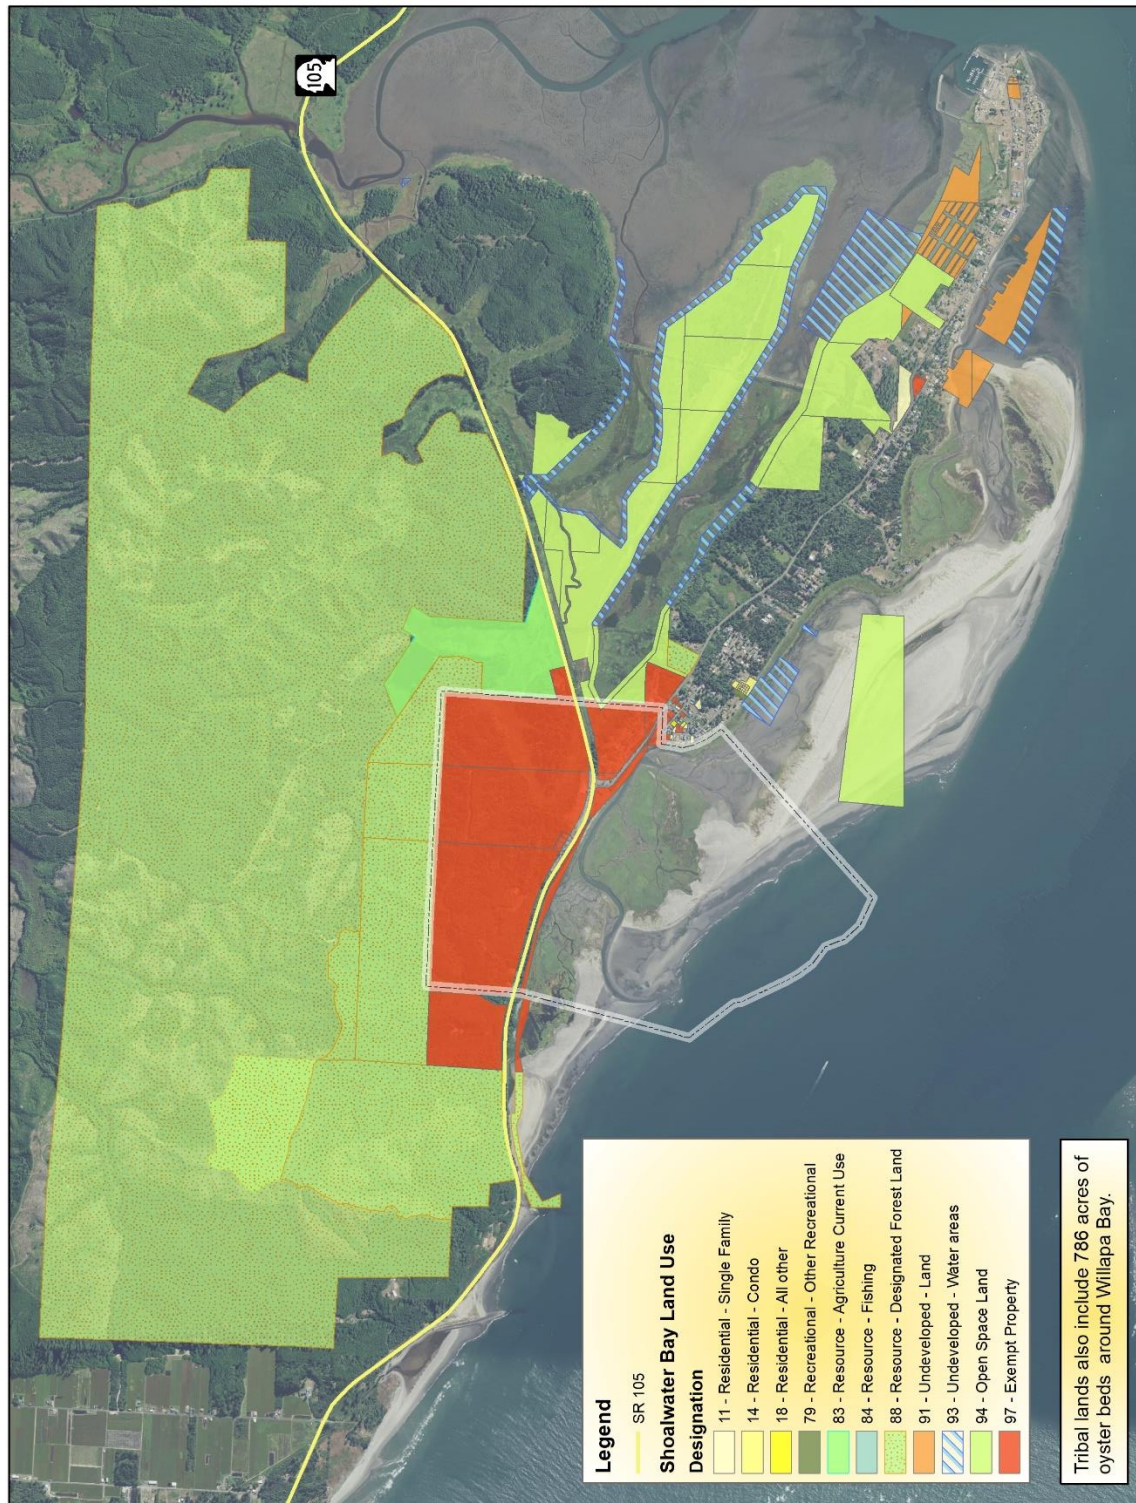 105
Legend
SR 105
Shoalwater Bay Land Use
Designation
11 - Residential - Single Family
14 - Residential - Condo
18 - Residential - All other
79 - Recreational - Other Recreational
83 - Resource - Agriculture Current Use
84 - Resource - Fishing
88 - Resource - Designated Forest Land
91 - Undeveloped - Land
93 - Undeveloped - Water areas
94 - Open Space Land
97 - Exempt Property
Tribal lands also include 786 acres of
oyster beds around Willapa Bay.